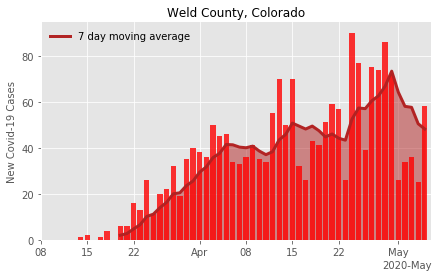 Weld County, Colorado
7 day moving average
New Covid-19 Cases
80
60
40
20
0
08 15 22 Apr 08 15 22 May
2020-May